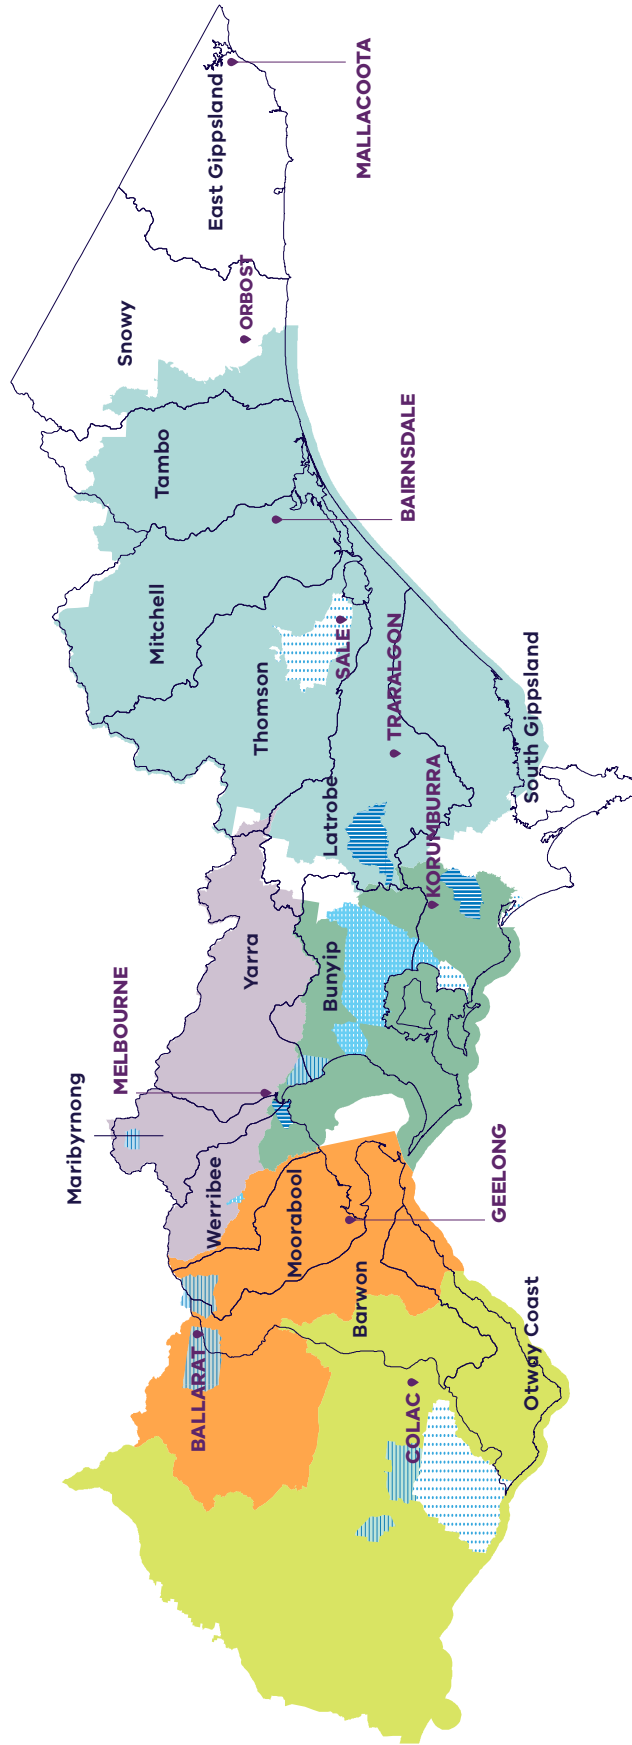 Maribyrnong
MELBOURNE
BALLARAT
Werribee
Moorabool
Barwon
GEELONG
COLAC
Otway Coast
Yarra
Bunyip
KORUMBURRA
Latrobe
TRARALGON
Thomson
SALE
South Gippsland
Mitchell
Tambo
BAIRNSDALE
Snowy
ORBOST
East Gippsland
MALLACOOTA